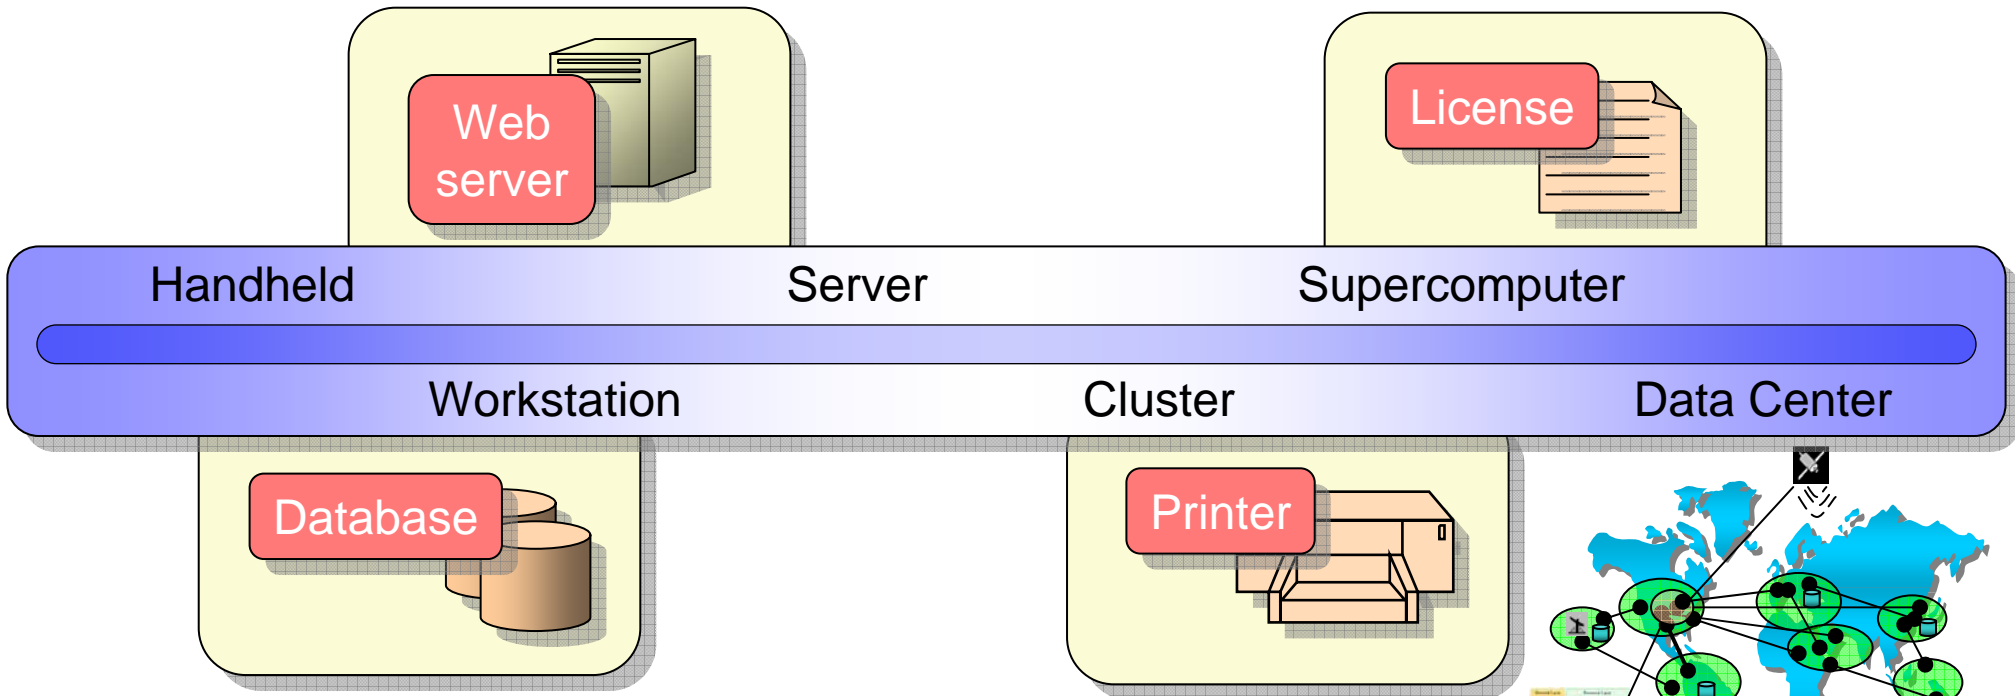 Web
server
License
Handheld
Server
Supercomputer
Workstation
Cluster
Data Center
Database
Printer